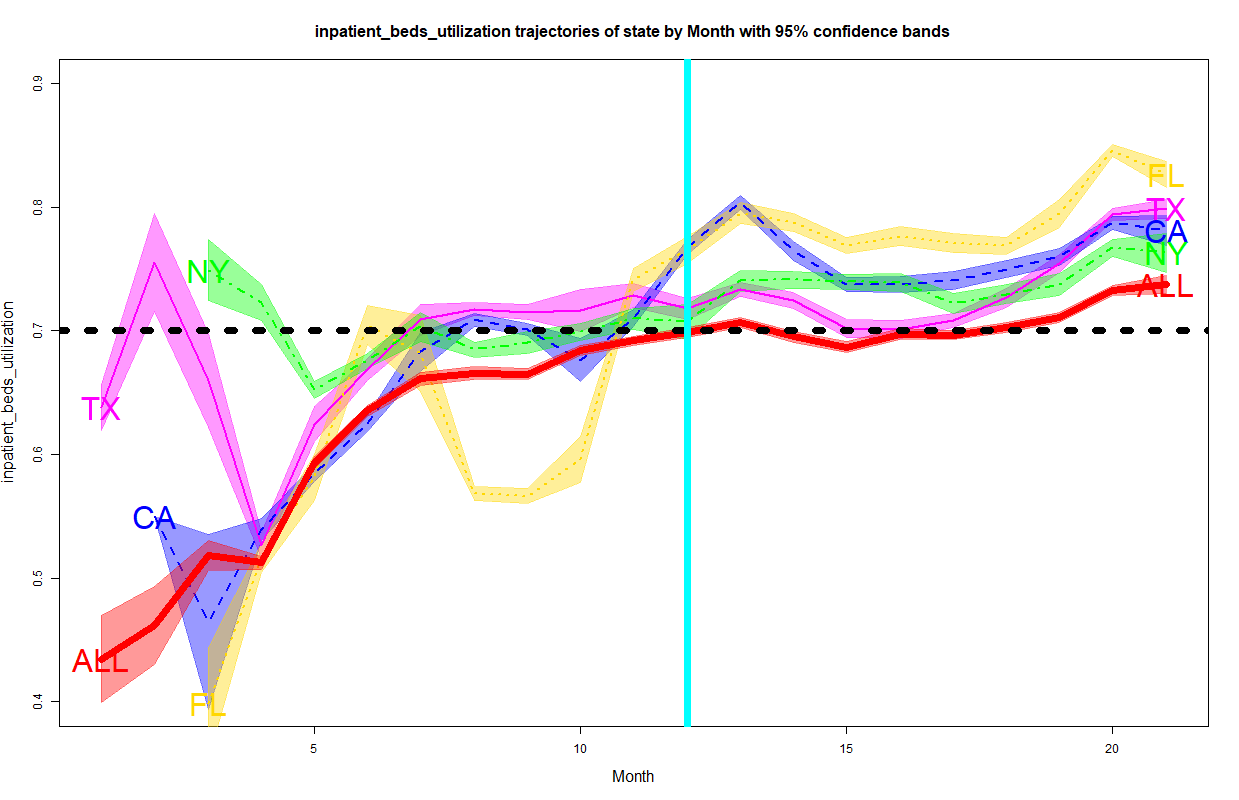 inpatient_beds_utilization trajectories of state by Month with 95% confidence bands
inpatient_beds_utilization
0.9
0.8
0.7
0.6
0.5
0.4
NY
TX
CA
ALL
FL
FL
TX
CA
NY
ALL
5
10
15
20
Month